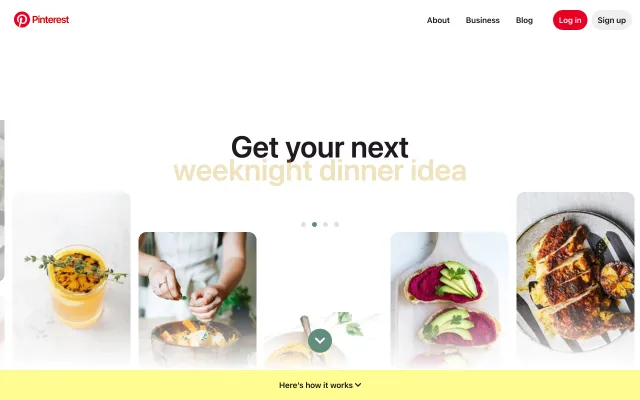 Pinterest
About
Business
Blog
Log in
Sign up
Get your next
weeknight dinner idea
Here's how it works